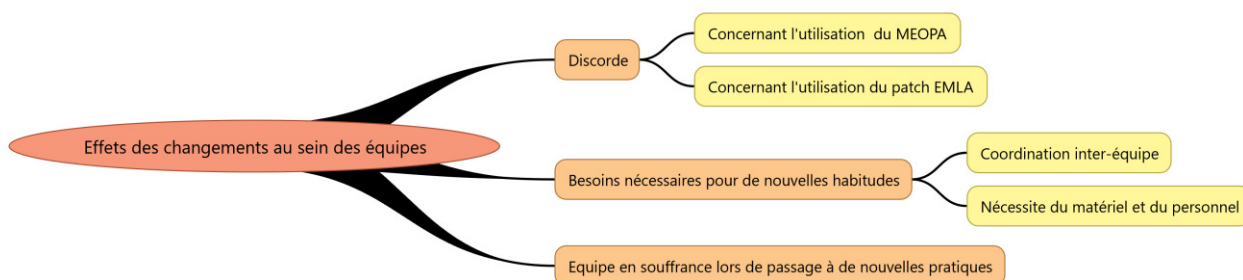 Effets des changements au sein des équipes
Discorde
Concernant l'utilisation  du MEOPA
Concernant l'utilisation du patch EMLA
Besoins nécessaires pour de nouvelles habitudes
Coordination inter-équipe
Nécessite du matériel et du personnel
Equipe en souffrance lors de passage à de nouvelles pratiques